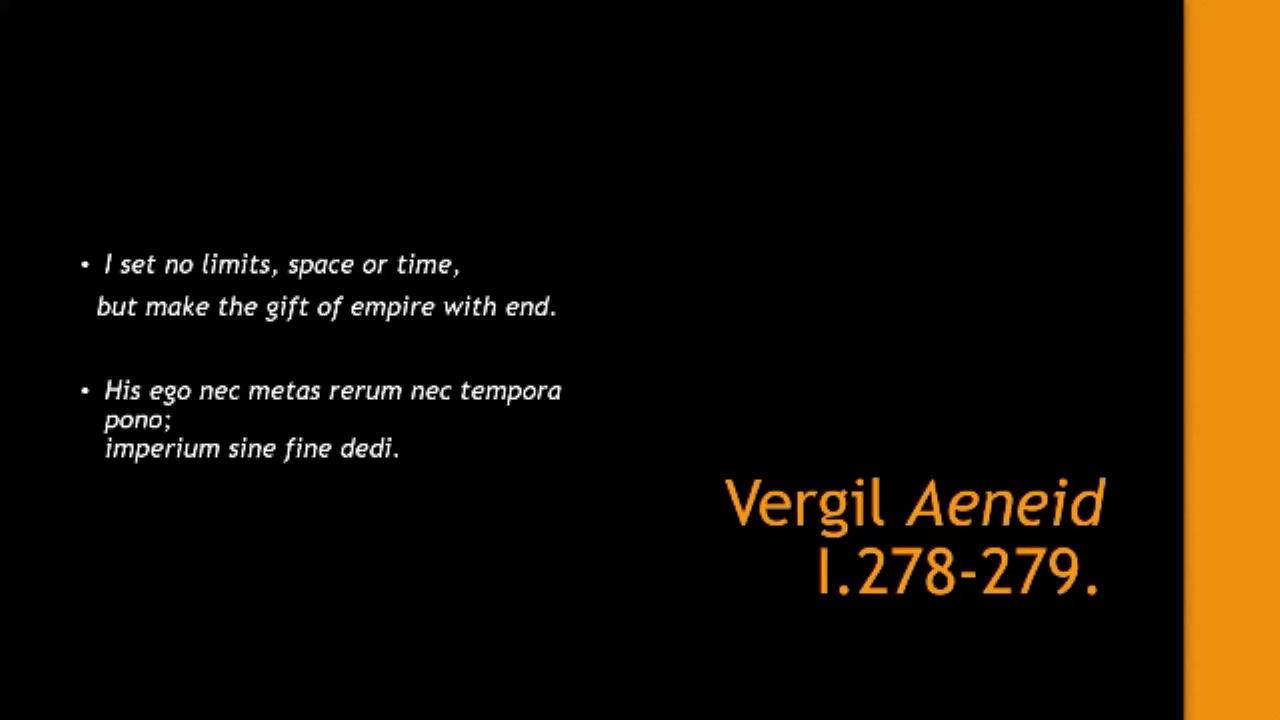 • I set no limits, space or time,
but make the gift of empire with end.
• His ego nec metas rerum nec tempora
pono;
imperium sine fine dedi.
Vergil Aeneid
I.278-279.